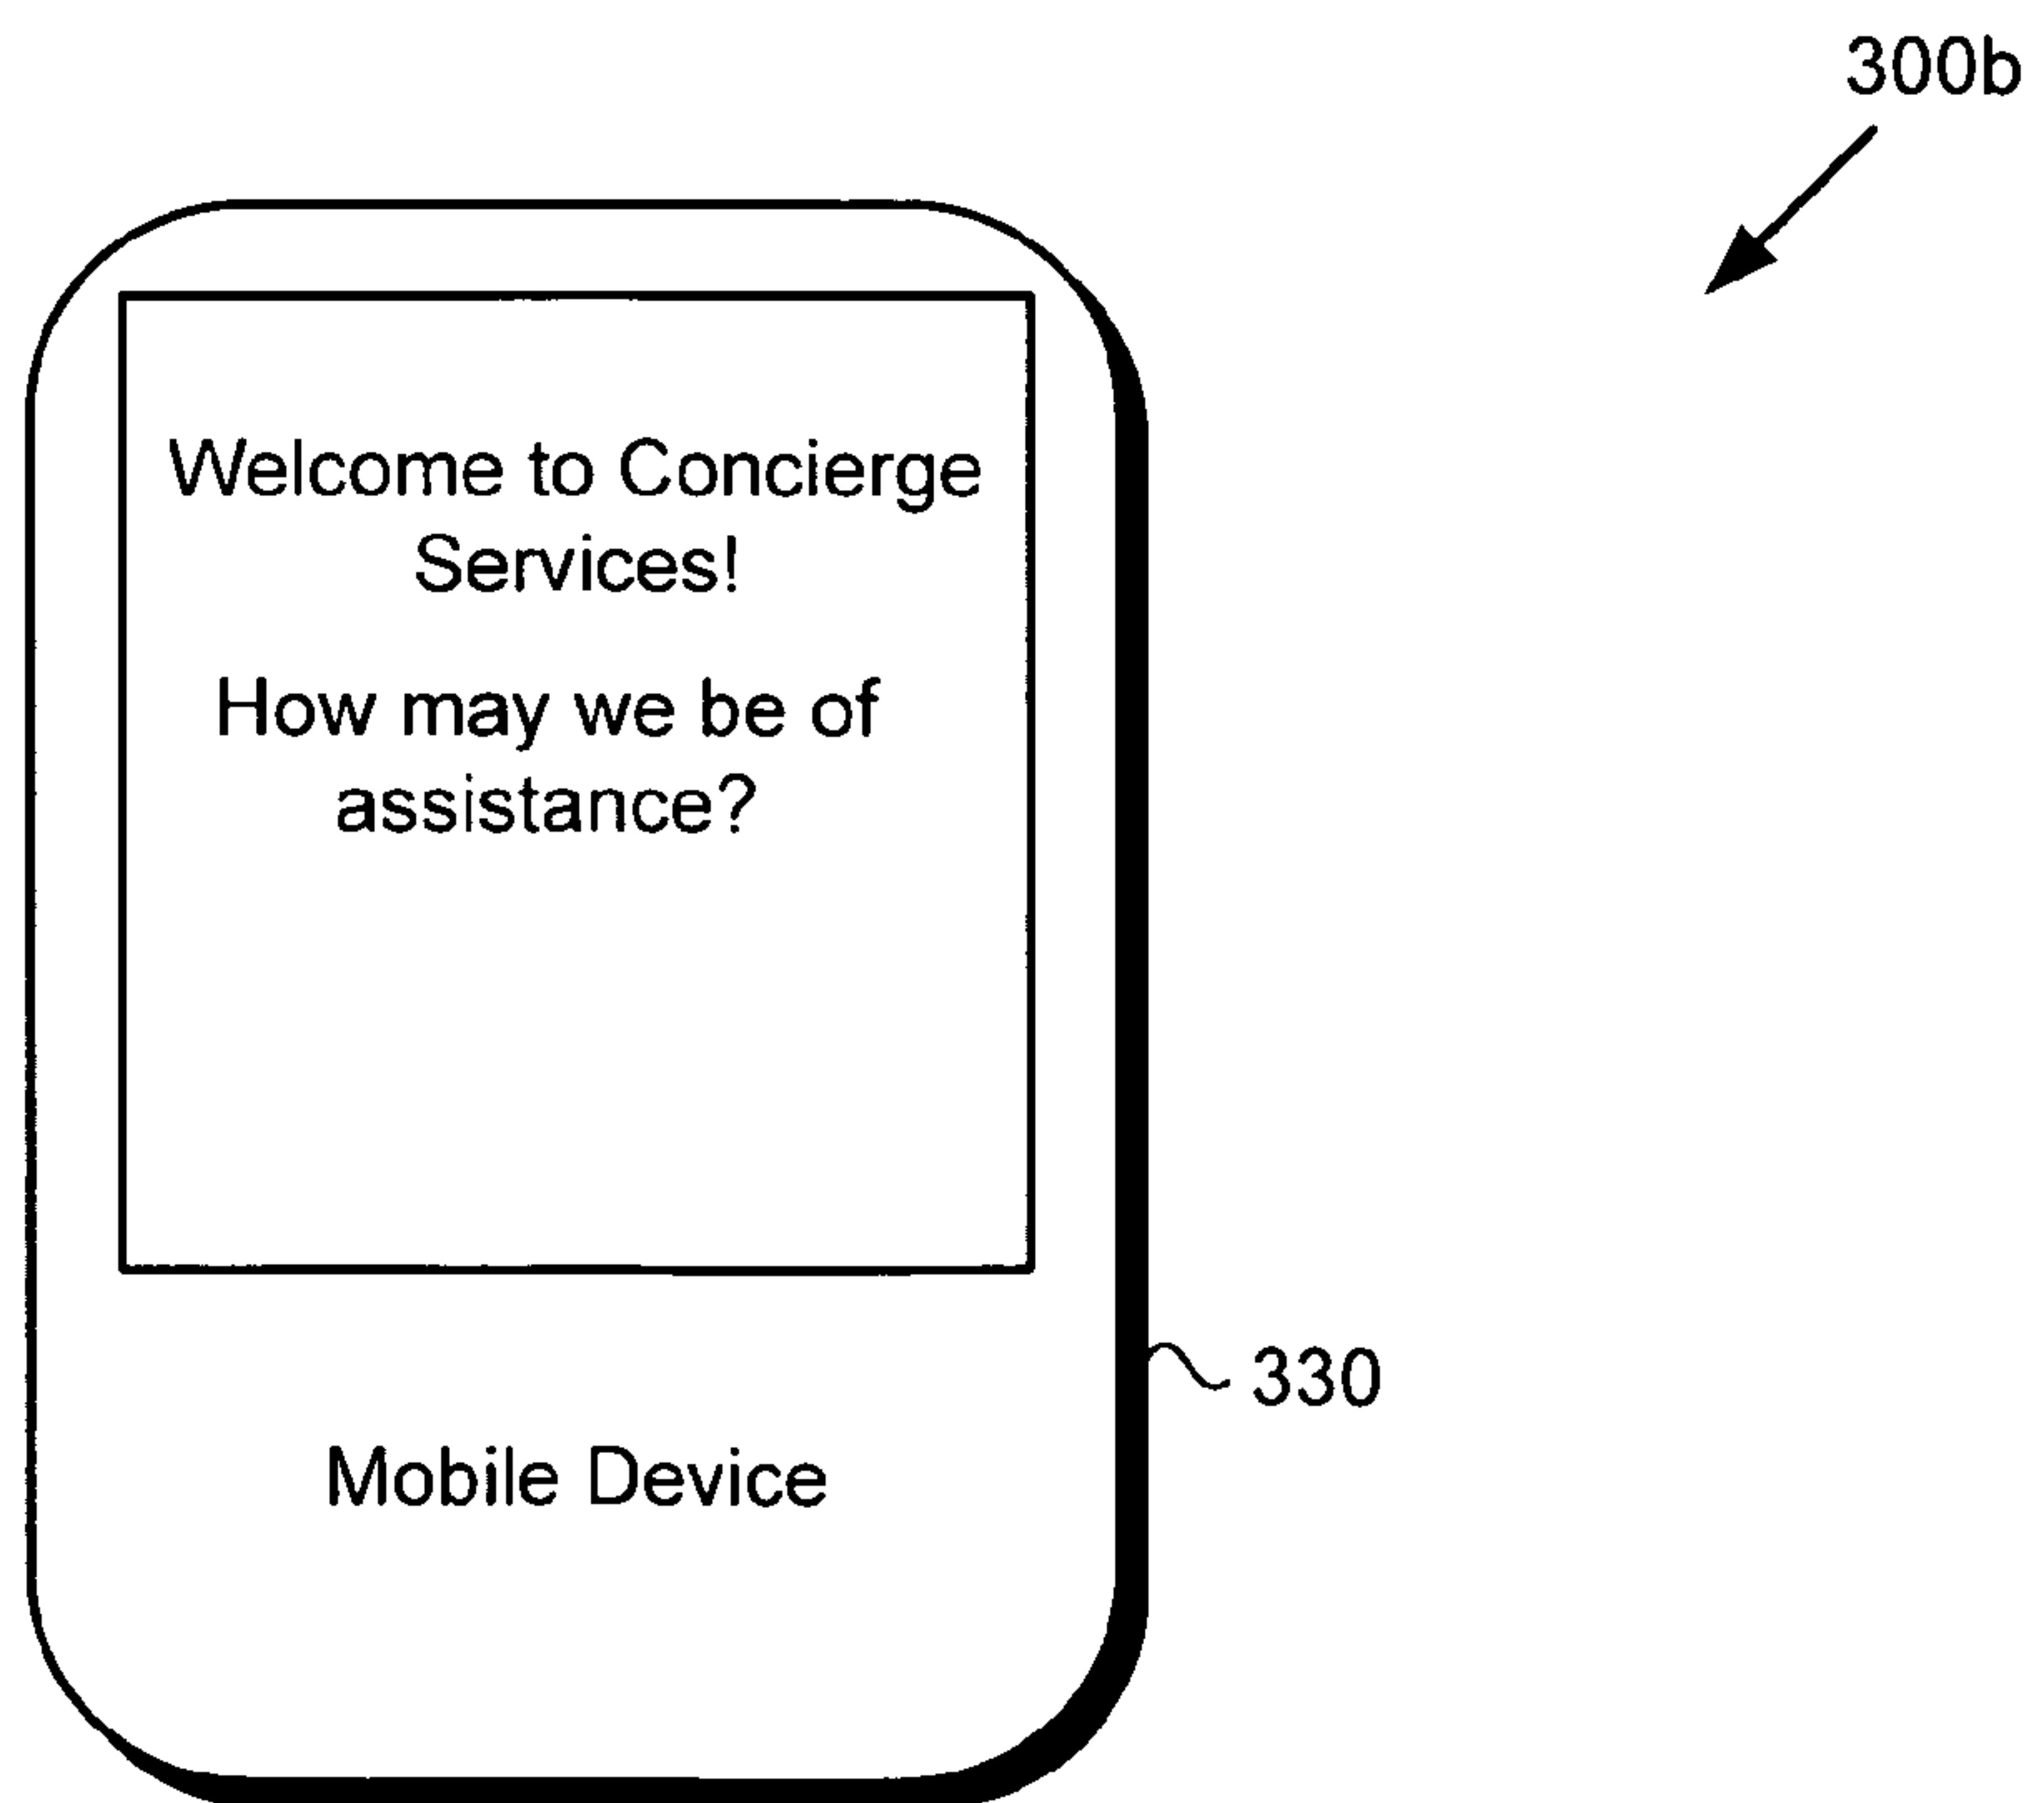 300b
Welcome to Concierge
Services!
How may we be of
assistance?
330
Mobile Device